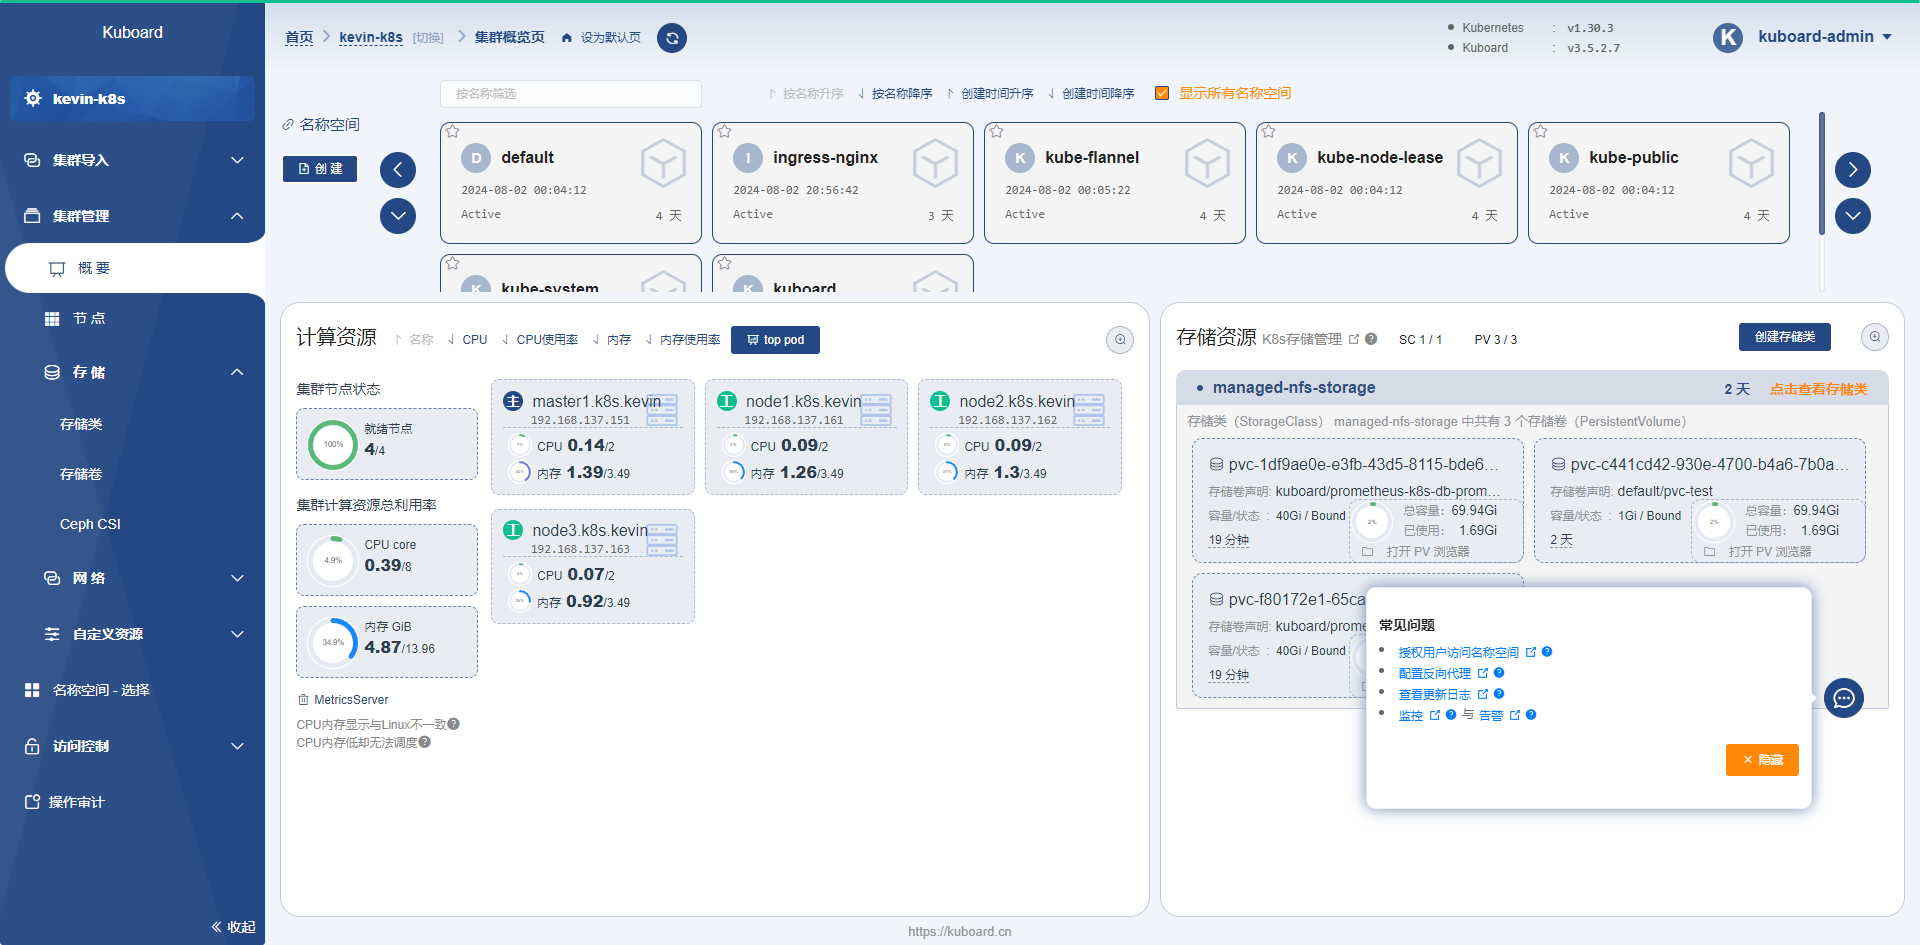 Kuboard
kevin-k8s
集群导入
集群管理
概 要
节 点
存 储
存储类
存储卷
Ceph CSI
网 络
自定义资源
名称空间 - 选择
访问控制
操作审计
收起
首页 kevin-k8s [切换] 集群概览页 设为默认页
Kubernetes : v1.30.3
Kuboard : v3.5.2.7
K kuboard-admin
按名称筛选 按名称升序 按名称降序 创建时间升序 创建时间降序 显示所有名称空间
名称空间
创 建
D default
2024-08-02 00:04:12
Active 4 天
I ingress-nginx
2024-08-02 20:56:42
Active 3 天
K kube-flannel
2024-08-02 00:05:22
Active 4 天
K kube-node-lease
2024-08-02 00:04:12
Active 4 天
K kube-public
2024-08-02 00:04:12
Active 4 天
K kube-system
K kuboard
计算资源 名称 CPU CPU使用率 内存 内存使用率 top pod
集群节点状态
100% 就绪节点
4/4
集群计算资源总利用率
4.9% CPU core
0.39/8
34.9% 内存 GiB
4.87/13.96
MetricsServer
CPU内存显示与Linux不一致
CPU内存低却无法调度
主 master1.k8s.kevin
192.168.137.151
CPU 0.14/2
内存 1.39/3.49
工 node1.k8s.kevin
192.168.137.161
CPU 0.09/2
内存 1.26/3.49
工 node2.k8s.kevin
192.168.137.162
CPU 0.09/2
内存 1.3/3.49
工 node3.k8s.kevin
192.168.137.163
CPU 0.07/2
内存 0.92/3.49
存储资源 K8s存储管理 SC 1 / 1 PV 3 / 3 创建存储类
managed-nfs-storage 2 天 点击查看存储类
存储类（StorageClass） managed-nfs-storage 中共有 3 个存储卷（PersistentVolume）
pvc-1df9ae0e-e3fb-43d5-8115-bde6...
存储卷声明: kuboard/prometheus-k8s-db-prom...
容量/状态 : 40Gi / Bound
19 分钟
2% 总容量: 69.94Gi
已使用: 1.69Gi
打开 PV 浏览器
pvc-c441cd42-930e-4700-b4a6-7b0a...
存储卷声明: default/pvc-test
容量/状态 : 1Gi / Bound
2 天
2% 总容量: 69.94Gi
已使用: 1.69Gi
打开 PV 浏览器
pvc-f80172e1-65ca
存储卷声明: kuboard/prome
容量/状态 : 40Gi / Bound
19 分钟
常见问题
授权用户访问名称空间
配置反向代理
查看更新日志
监控 与 告警
隐藏
https://kuboard.cn